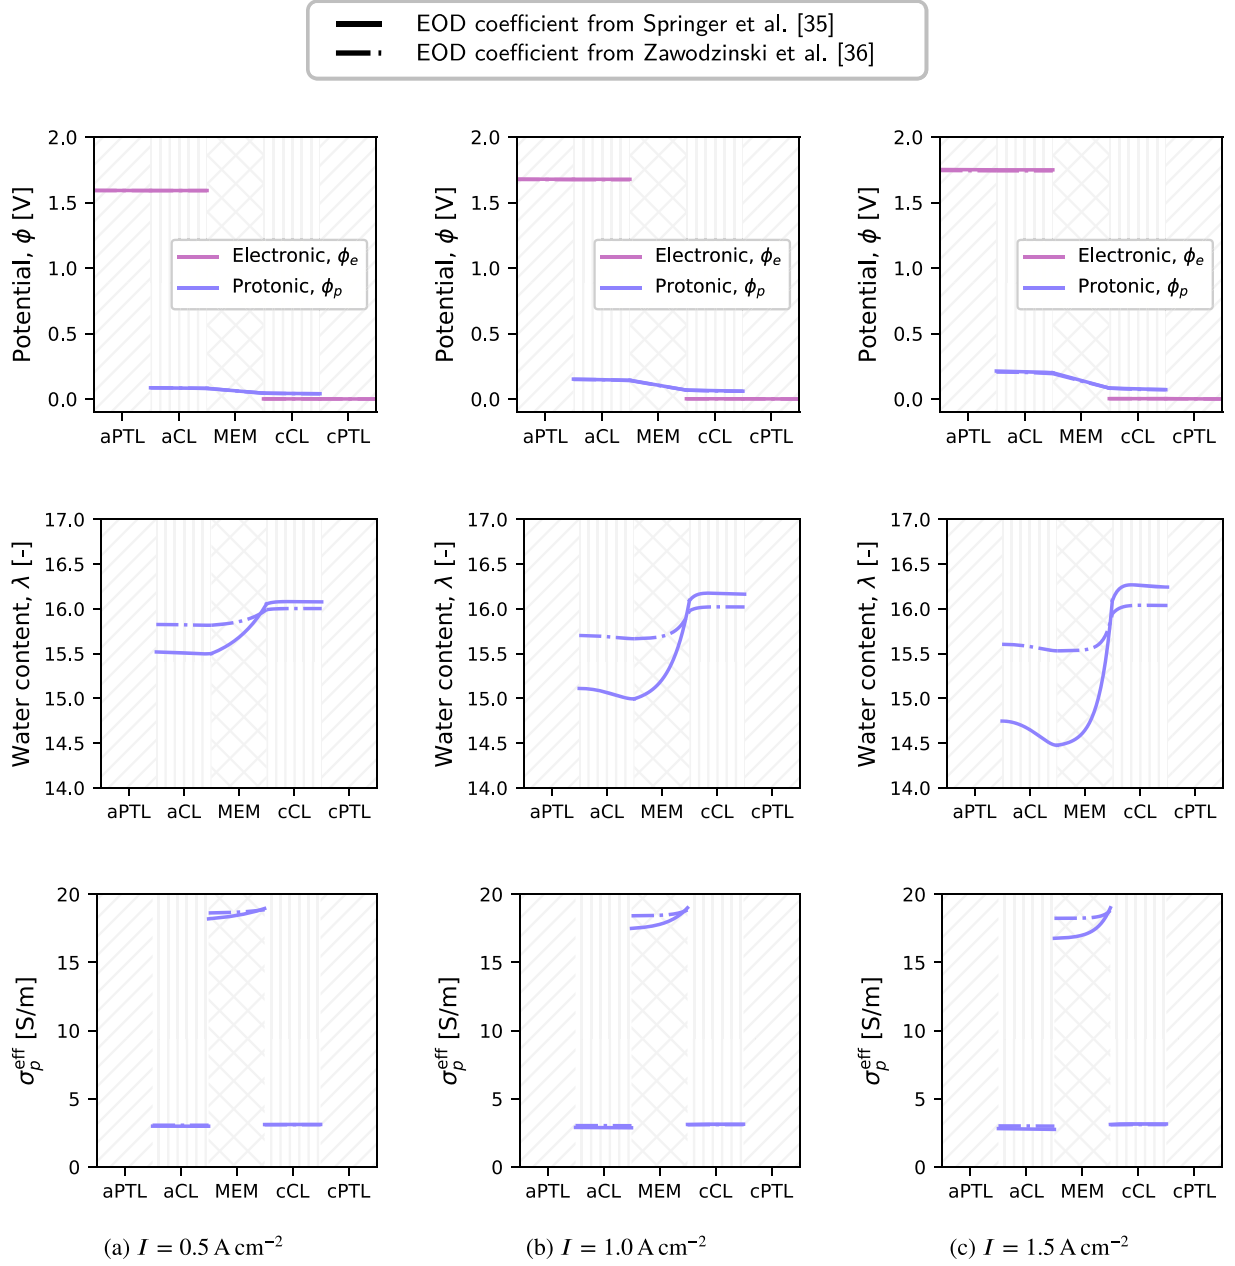 EOD coefficient from Springer et al. [35]
EOD coefficient from Zawodzinski et al. [36]
Potential, ϕ [V]
2.0
1.5
1.0
0.5
0.0
Electronic, ϕₑ
Protonic, ϕₚ
aPTL aCL MEM cCL cPTL
Potential, ϕ [V]
2.0
1.5
1.0
0.5
0.0
Electronic, ϕₑ
Protonic, ϕₚ
aPTL aCL MEM cCL cPTL
Potential, ϕ [V]
2.0
1.5
1.0
0.5
0.0
Electronic, ϕₑ
Protonic, ϕₚ
aPTL aCL MEM cCL cPTL
Water content, λ [-]
17.0
16.5
16.0
15.5
15.0
14.5
14.0
aPTL aCL MEM cCL cPTL
Water content, λ [-]
17.0
16.5
16.0
15.5
15.0
14.5
14.0
aPTL aCL MEM cCL cPTL
Water content, λ [-]
17.0
16.5
16.0
15.5
15.0
14.5
14.0
aPTL aCL MEM cCL cPTL
σₚᵉᶠᶠ [S/m]
20
15
10
5
0
aPTL aCL MEM cCL cPTL
σₚᵉᶠᶠ [S/m]
20
15
10
5
0
aPTL aCL MEM cCL cPTL
σₚᵉᶠᶠ [S/m]
20
15
10
5
0
aPTL aCL MEM cCL cPTL
(a) I = 0.5 A cm⁻²
(b) I = 1.0 A cm⁻²
(c) I = 1.5 A cm⁻²